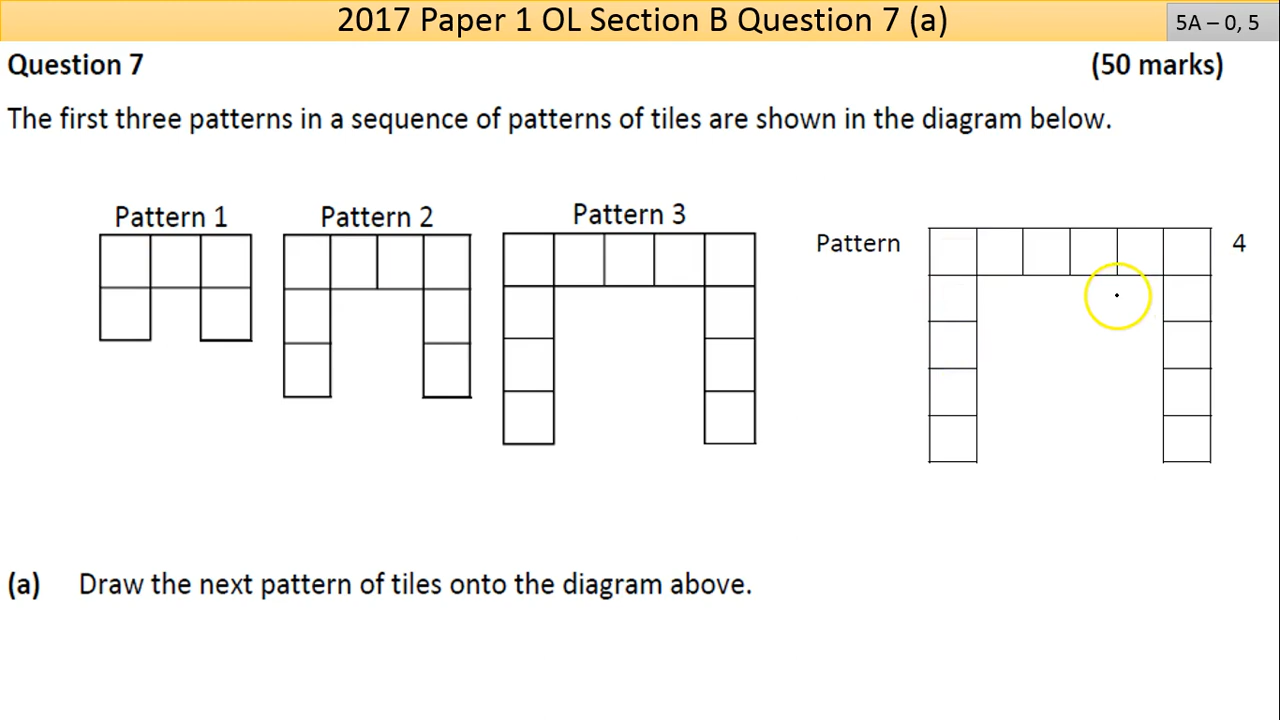 2017 Paper 1 OL Section B Question 7 (a)
5A – 0, 5
Question 7 (50 marks)
The first three patterns in a sequence of patterns of tiles are shown in the diagram below.
Pattern 1 Pattern 2 Pattern 3
Pattern 4
(a) Draw the next pattern of tiles onto the diagram above.